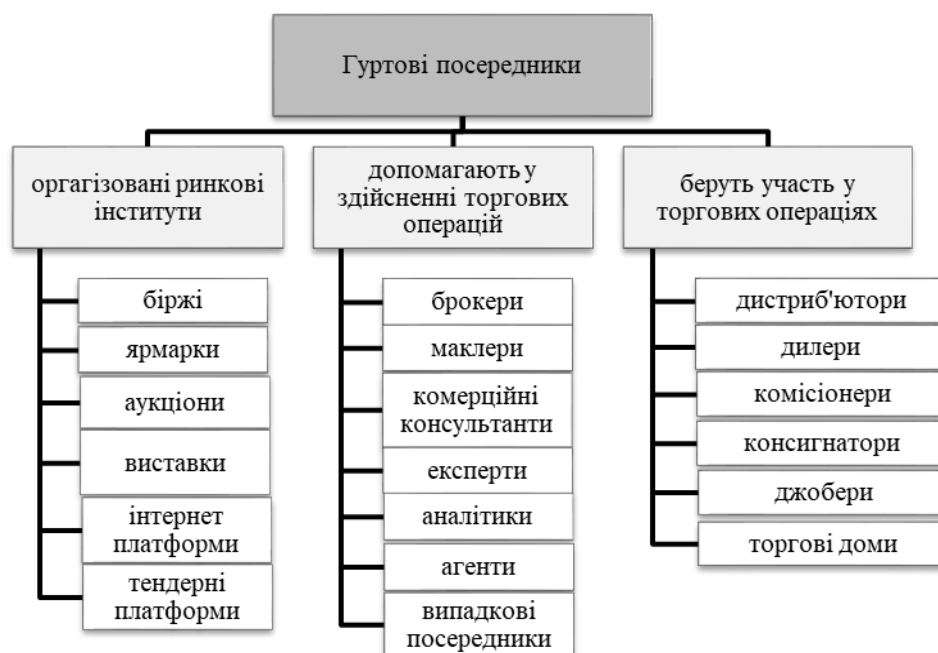 Гуртові посередники
оргагізовані ринкові
інститути
біржі
ярмарки
аукціони
виставки
інтернет
платформи
тендерні
платформи
допомагають у
здійсненні торгових
операцій
брокери
маклери
комерційні
консультанти
експерти
аналітики
агенти
випадкові
посередники
беруть участь у
торгових операціях
дистриб'ютори
дилери
комісіонери
консигнатори
джобери
торгові доми